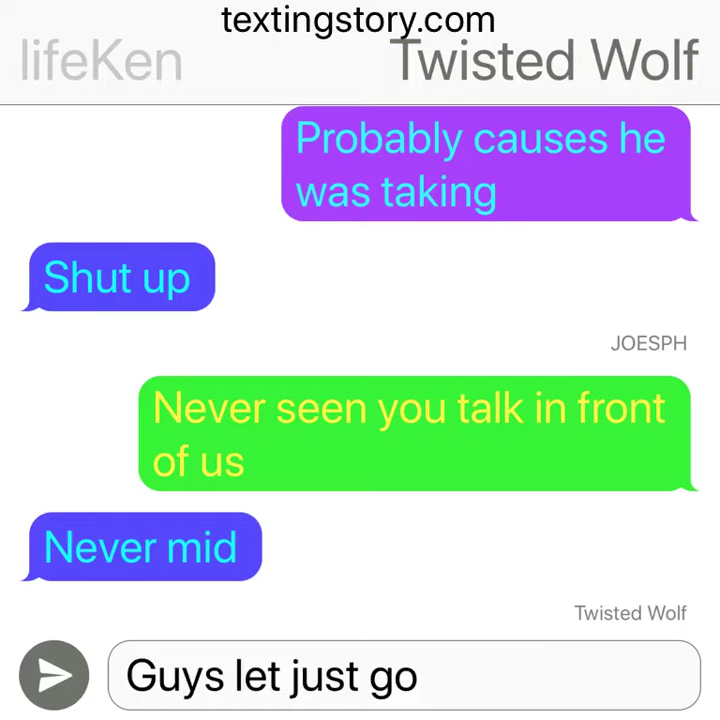 textingstory.com
lifeKen
Twisted Wolf
Probably causes he
was taking
Shut up
JOESPH
Never seen you talk in front
of us
Never mid
Twisted Wolf
Guys let just go